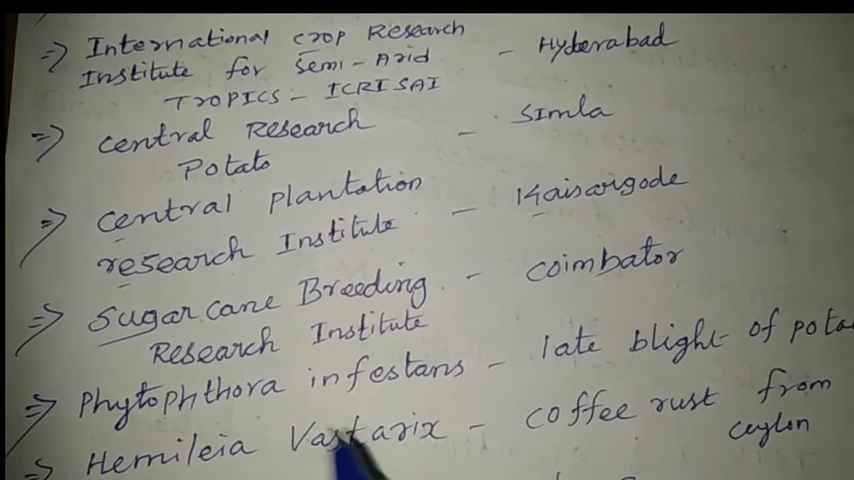 => International crop Research - Hyderabad
Institute for Semi-Arid
TROPICS - ICRISAI
=> Central Research - Simla
Potato
=> Central plantation
research Institute - Kaisargode
=> Sugarcane Breeding - coimbator
Research Institute
=> Phytophthora infestans - late blight of pota
=> Hemileia Vastarix - coffee rust from
Ceylon